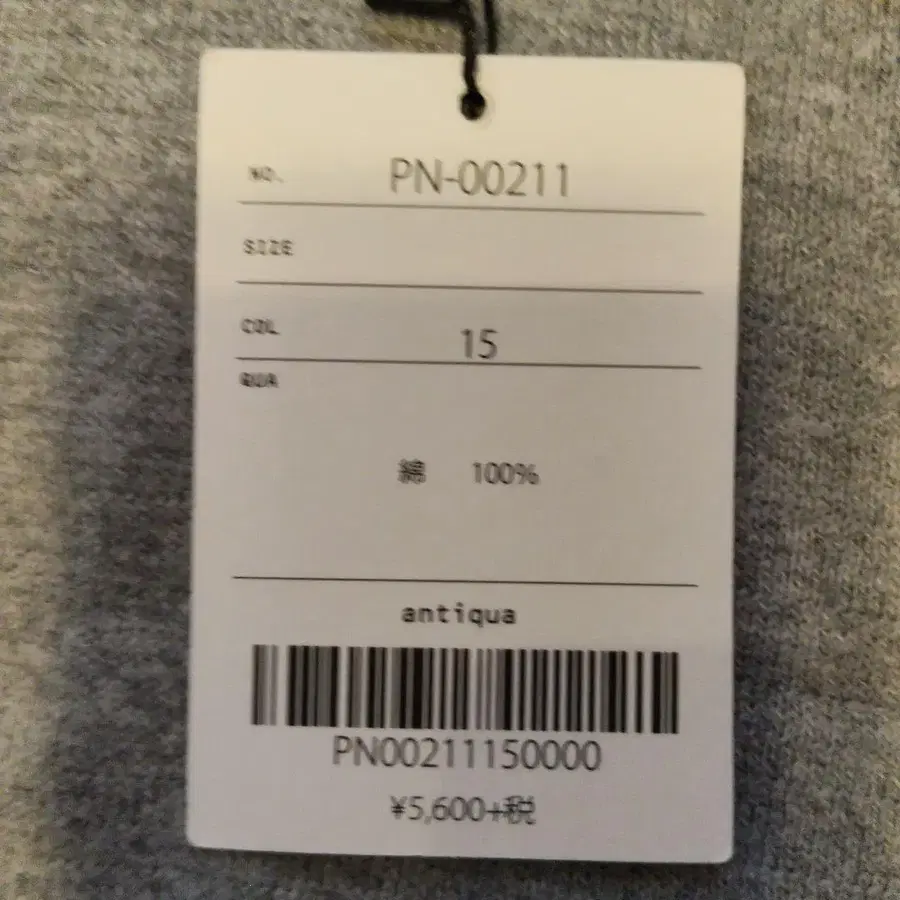 NO. PN-00211
SIZE
COL 15
QUA
綿 100%
antiqua
PN00211150000
¥5,600+税